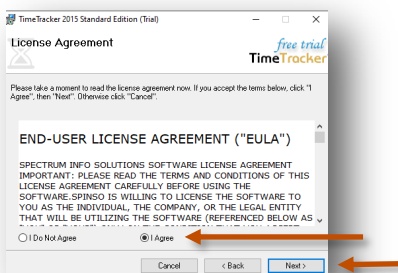 TimeTracker 2015 Standard Edition (Trial)
License Agreement
free trial
TimeTracker
Please take a moment to read the license agreement now. If you accept the terms below, click "I
Agree", then "Next". Otherwise click "Cancel".
END-USER LICENSE AGREEMENT ("EULA")
SPECTRUM INFO SOLUTIONS SOFTWARE LICENSE AGREEMENT
IMPORTANT: PLEASE READ THE TERMS AND CONDITIONS OF THIS
LICENSE AGREEMENT CAREFULLY BEFORE USING THE
SOFTWARE.SPINSO IS WILLING TO LICENSE THE SOFTWARE TO
YOU AS THE INDIVIDUAL, THE COMPANY, OR THE LEGAL ENTITY
THAT WILL BE UTILIZING THE SOFTWARE (REFERENCED BELOW AS
I Do Not Agree
I Agree
Cancel
< Back
Next >